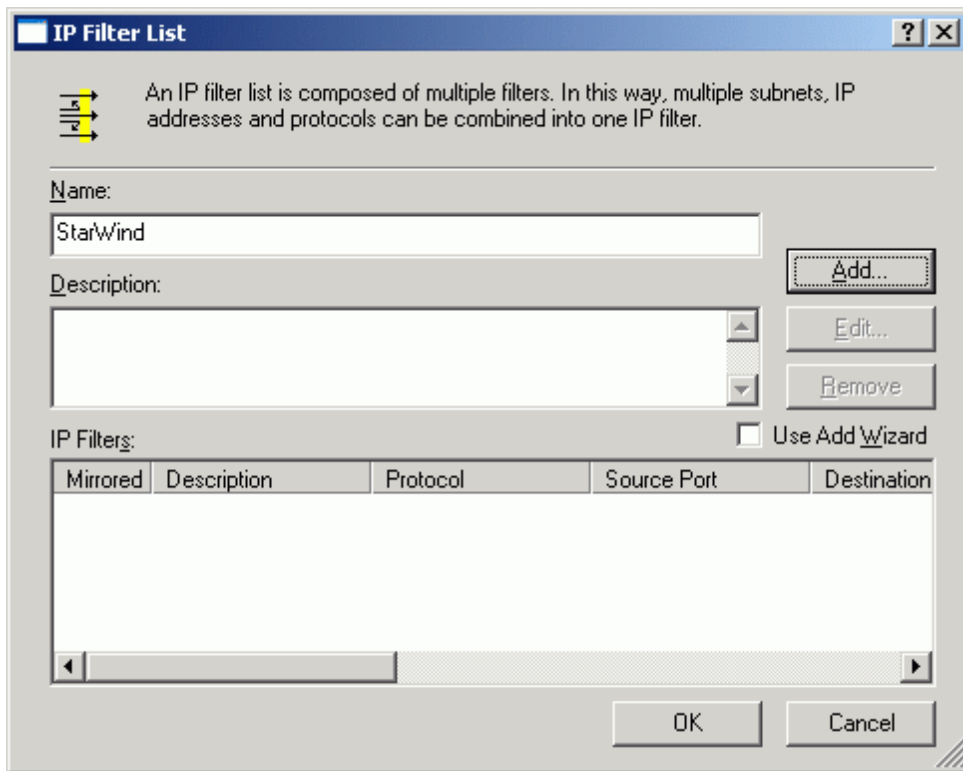 IP Filter List
An IP filter list is composed of multiple filters. In this way, multiple subnets, IP
addresses and protocols can be combined into one IP filter.
Name:
StarWind
Add...
Description:
Edit...
Remove
IP Filters:
Use Add Wizard
Mirrored Description Protocol Source Port Destination
OK Cancel